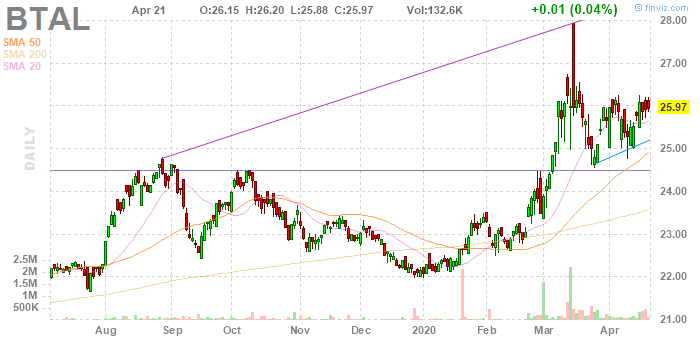 BTAL
Apr 21 O:26.15 H:26.20 L:25.88 C:25.97 Vol:132.6K +0.01 (0.04%)
© finviz.com
SMA 50
SMA 200
SMA 20
DAILY
28.00
27.00
25.97
25.00
24.00
23.00
22.00
21.00
2.5M
2M
1.5M
1M
500K
Aug Sep Oct Nov Dec 2020 Feb Mar Apr